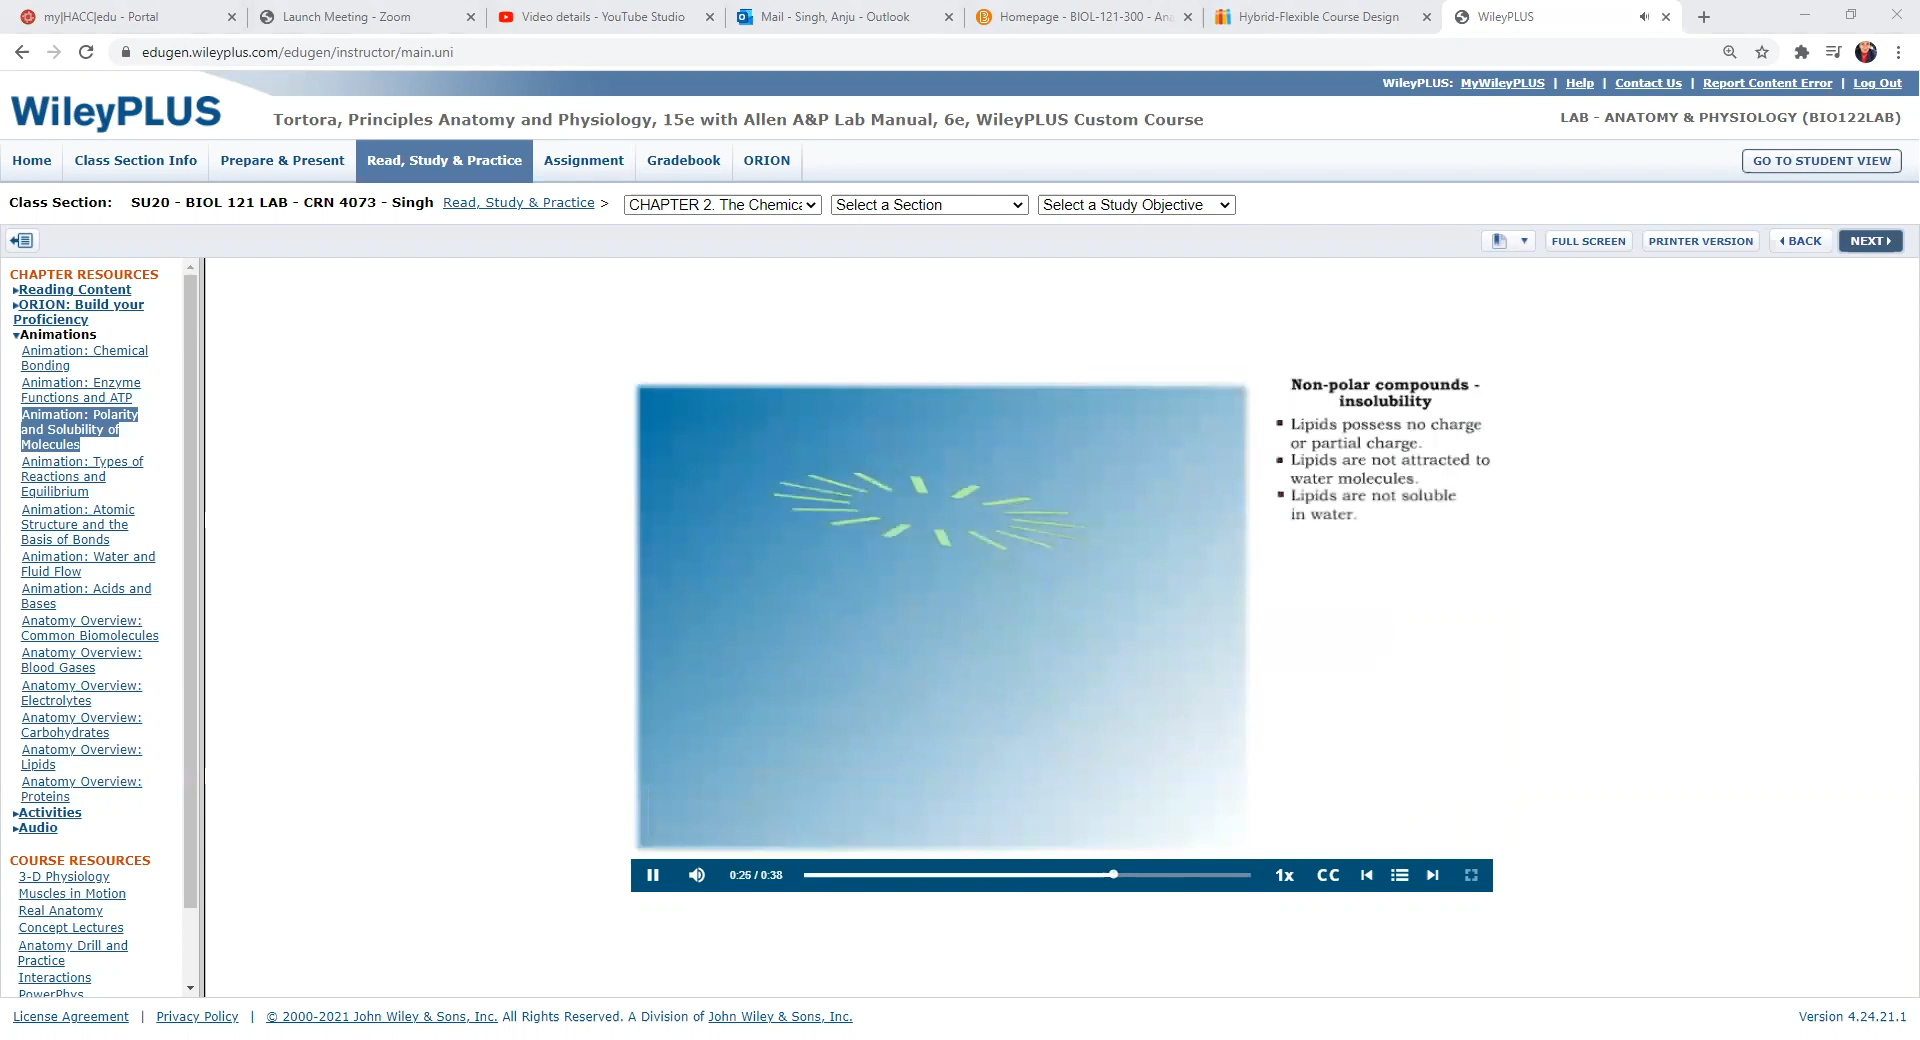 my|HACC|edu - Portal
Launch Meeting - Zoom
Video details - YouTube Studio
Mail - Singh, Anju - Outlook
Homepage - BIOL-121-300 - Ana
Hybrid-Flexible Course Design
WileyPLUS
edugen.wileyplus.com/edugen/instructor/main.uni
WileyPLUS: MyWileyPLUS | Help | Contact Us | Report Content Error | Log Out
WileyPLUS
Tortora, Principles Anatomy and Physiology, 15e with Allen A&P Lab Manual, 6e, WileyPLUS Custom Course
LAB - ANATOMY & PHYSIOLOGY (BIO122LAB)
Home
Class Section Info
Prepare & Present
Read, Study & Practice
Assignment
Gradebook
ORION
GO TO STUDENT VIEW
Class Section: SU20 - BIOL 121 LAB - CRN 4073 - Singh Read, Study & Practice >
CHAPTER 2. The Chemica
Select a Section
Select a Study Objective
FULL SCREEN
PRINTER VERSION
BACK
NEXT
CHAPTER RESOURCES
Reading Content
ORION: Build your
Proficiency
Animations
Animation: Chemical
Bonding
Animation: Enzyme
Functions and ATP
Animation: Polarity
and Solubility of
Molecules
Animation: Types of
Reactions and
Equilibrium
Animation: Atomic
Structure and the
Basis of Bonds
Animation: Water and
Fluid Flow
Animation: Acids and
Bases
Anatomy Overview:
Common Biomolecules
Anatomy Overview:
Blood Gases
Anatomy Overview:
Electrolytes
Anatomy Overview:
Carbohydrates
Anatomy Overview:
Lipids
Anatomy Overview:
Proteins
Activities
Audio
COURSE RESOURCES
3-D Physiology
Muscles in Motion
Real Anatomy
Concept Lectures
Anatomy Drill and
Practice
Interactions
PowerPhys
Non-polar compounds -
insolubility
Lipids possess no charge
or partial charge.
Lipids are not attracted to
water molecules.
Lipids are not soluble
in water.
0:26 / 0:38
1x
CC
License Agreement | Privacy Policy | © 2000-2021 John Wiley & Sons, Inc. All Rights Reserved. A Division of John Wiley & Sons, Inc.
Version 4.24.21.1